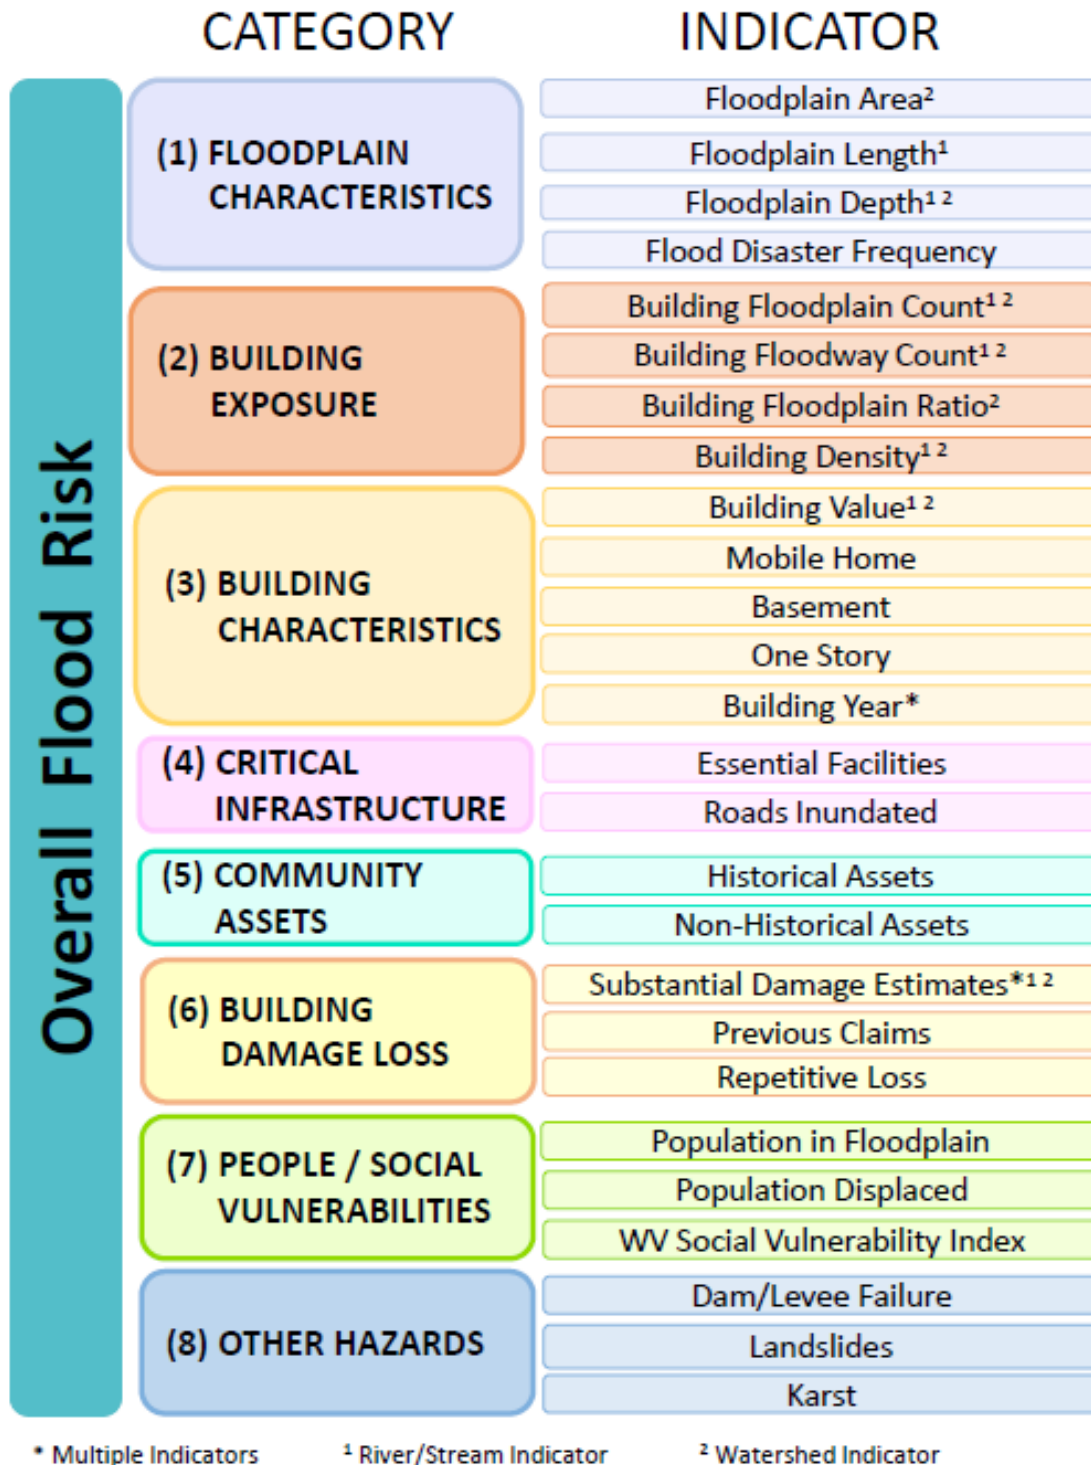 CATEGORY
INDICATOR
Overall Flood Risk
(1) FLOODPLAIN
CHARACTERISTICS
Floodplain Area²
Floodplain Length¹
Floodplain Depth¹ ²
Flood Disaster Frequency
(2) BUILDING
EXPOSURE
Building Floodplain Count¹ ²
Building Floodway Count¹ ²
Building Floodplain Ratio²
Building Density¹ ²
(3) BUILDING
CHARACTERISTICS
Building Value¹ ²
Mobile Home
Basement
One Story
Building Year*
(4) CRITICAL
INFRASTRUCTURE
Essential Facilities
Roads Inundated
(5) COMMUNITY
ASSETS
Historical Assets
Non-Historical Assets
(6) BUILDING
DAMAGE LOSS
Substantial Damage Estimates*¹ ²
Previous Claims
Repetitive Loss
(7) PEOPLE / SOCIAL
VULNERABILITIES
Population in Floodplain
Population Displaced
WV Social Vulnerability Index
(8) OTHER HAZARDS
Dam/Levee Failure
Landslides
Karst
* Multiple Indicators
¹ River/Stream Indicator
² Watershed Indicator